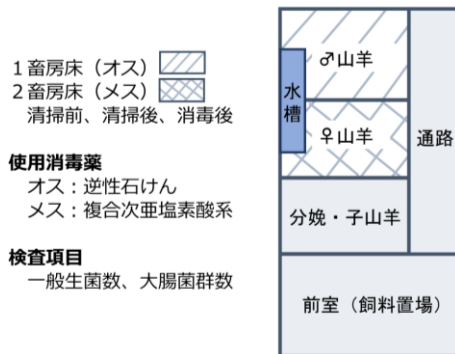 1畜房床（オス）
2畜房床（メス）
清掃前、清掃後、消毒後
使用消毒薬
オス：逆性石けん
メス：複合次亜塩素酸系
検査項目
一般生菌数、大腸菌群数
♂山羊
水槽
♀山羊
通路
分娩・子山羊
前室（飼料置場）